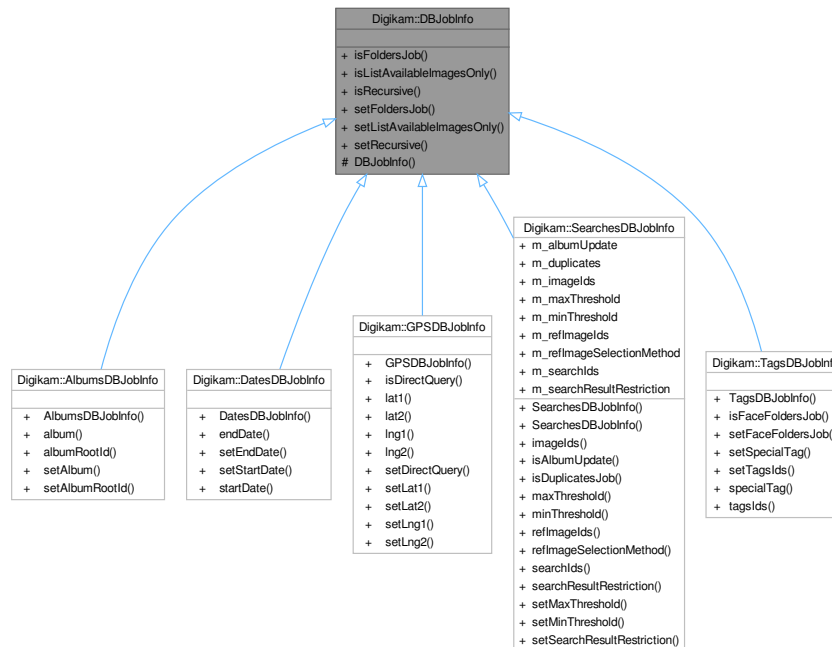 Digikam::DBJobInfo
+ isFoldersJob()
+ isListAvailableImagesOnly()
+ isRecursive()
+ setFoldersJob()
+ setListAvailableImagesOnly()
+ setRecursive()
# DBJobInfo()
Digikam::AlbumsDBJobInfo
+ AlbumsDBJobInfo()
+ album()
+ albumRootId()
+ setAlbum()
+ setAlbumRootId()
Digikam::DatesDBJobInfo
+ DatesDBJobInfo()
+ endDate()
+ setEndDate()
+ setStartDate()
+ startDate()
Digikam::GPSDBJobInfo
+ GPSDBJobInfo()
+ isDirectQuery()
+ lat1()
+ lat2()
+ lng1()
+ lng2()
+ setDirectQuery()
+ setLat1()
+ setLat2()
+ setLng1()
+ setLng2()
Digikam::SearchesDBJobInfo
+ m_albumUpdate
+ m_duplicates
+ m_imageIds
+ m_maxThreshold
+ m_minThreshold
+ m_refImageIds
+ m_refImageSelectionMethod
+ m_searchIds
+ m_searchResultRestriction
+ SearchesDBJobInfo()
+ SearchesDBJobInfo()
+ imageIds()
+ isAlbumUpdate()
+ isDuplicatesJob()
+ maxThreshold()
+ minThreshold()
+ refImageIds()
+ refImageSelectionMethod()
+ searchIds()
+ searchResultRestriction()
+ setMaxThreshold()
+ setMinThreshold()
+ setSearchResultRestriction()
Digikam::TagsDBJobInf
+ TagsDBJobInfo()
+ isFaceFoldersJob()
+ setFaceFoldersJob()
+ setSpecialTag()
+ setTagsIds()
+ specialTag()
+ tagsIds()